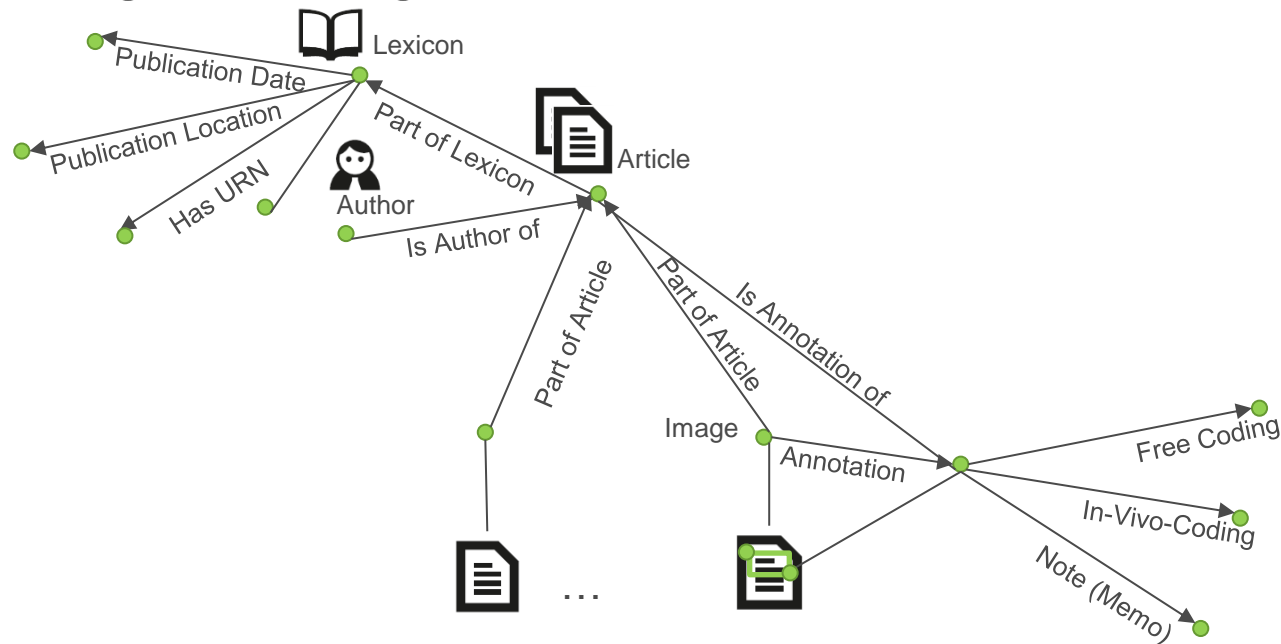 Lexicon
Publication Date
Publication Location
Has URN
Part of Lexicon
Article
Author
Is Author of
Part of Article
Part of Article
Is Annotation of
Image
Annotation
Free Coding
In-Vivo-Coding
Note (Memo)
...